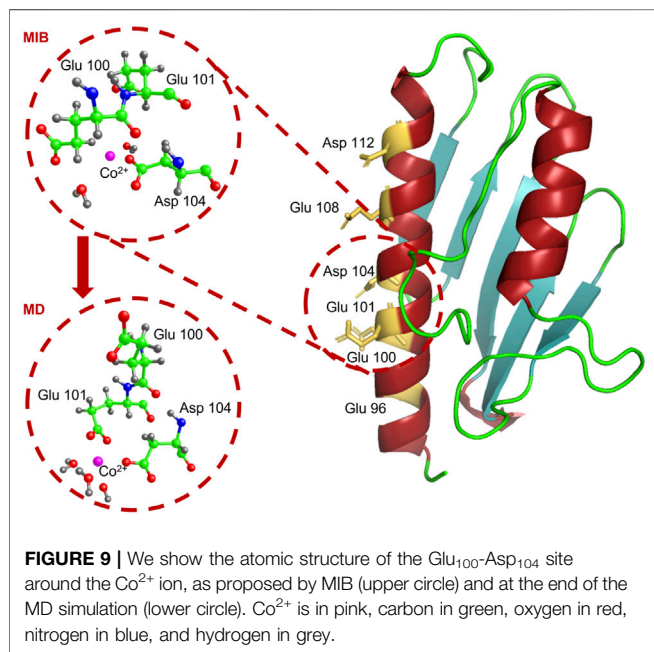 MIB
Glu 100
Glu 101
Co²⁺
Asp 104
MD
Glu 100
Glu 101
Asp 104
Co²⁺
Asp 112
Glu 108
Asp 104
Glu 101
Glu 100
Glu 96
FIGURE 9 | We show the atomic structure of the Glu₁₀₀-Asp₁₀₄ site
around the Co²⁺ ion, as proposed by MIB (upper circle) and at the end of the
MD simulation (lower circle). Co²⁺ is in pink, carbon in green, oxygen in red,
nitrogen in blue, and hydrogen in grey.